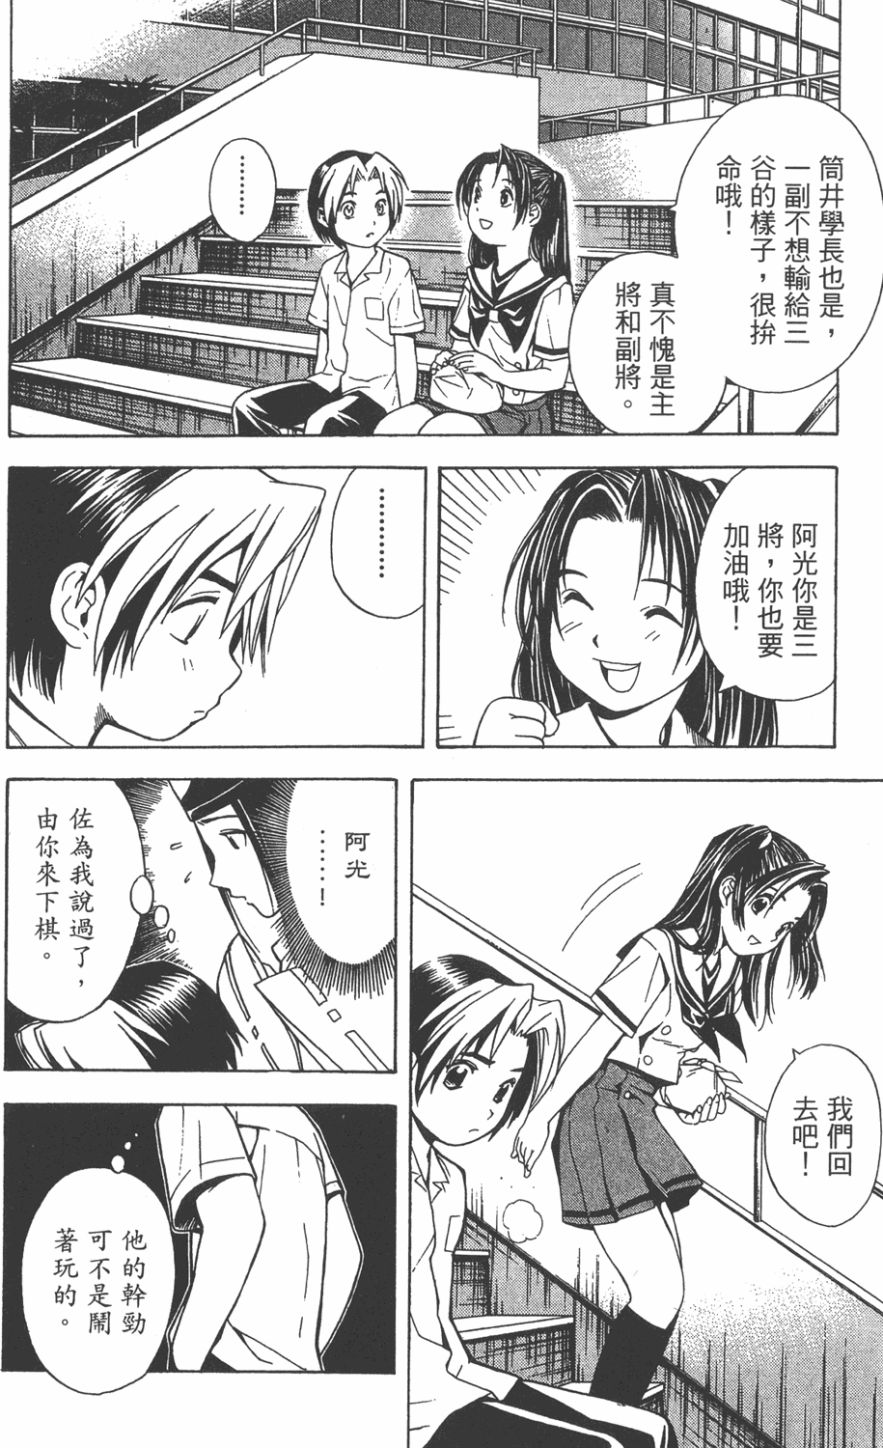 筒井學長也是，
一副不想輸給三
谷的樣子，很拚
命哦！
真不愧是主
將和副將。
………
阿光你是三
將，你也要
加油哦！
…………
我們回
去吧！
阿光
……！
佐為我說過了，
由你來下棋。
他的幹勁
可不是鬧
著玩的。